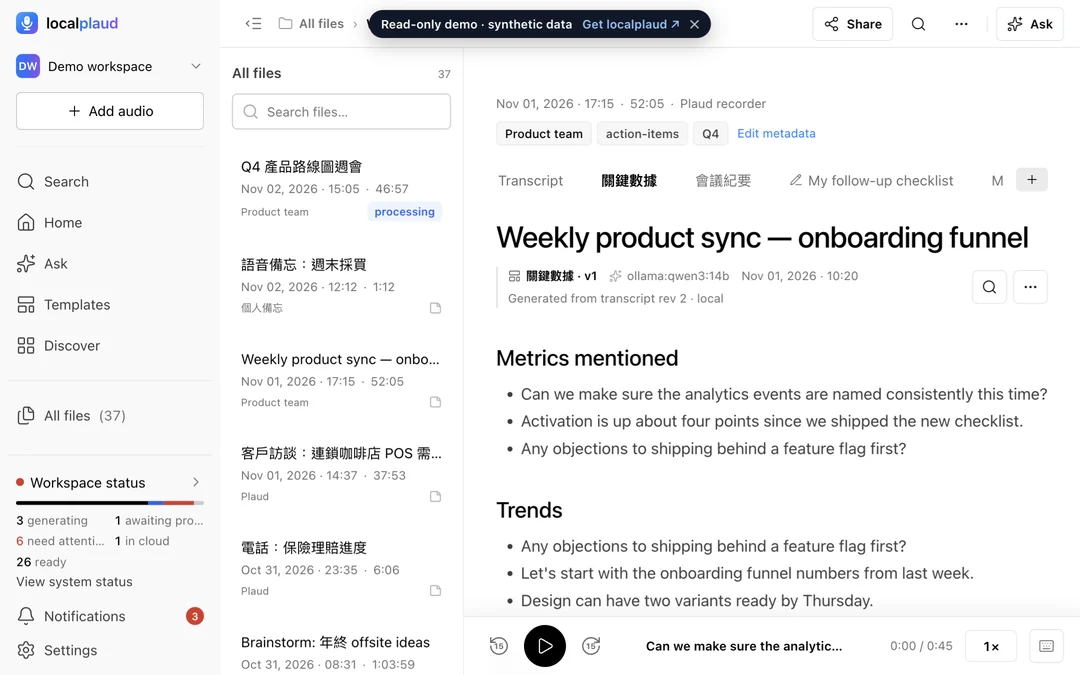 localplaud
DW Demo workspace
+ Add audio
Search
Home
Ask
Templates
Discover
All files (37)
Workspace status
3 generating 1 awaiting pro...
6 need attenti... 1 in cloud
26 ready
View system status
Notifications 3
Settings
All files ›
Read-only demo · synthetic data Get localplaud ↗ ×
Share
Ask
All files 37
Search files...
Q4 產品路線圖週會
Nov 02, 2026 · 15:05 · 46:57
Product team processing
語音備忘：週末採買
Nov 02, 2026 · 12:12 · 1:12
個人備忘
Weekly product sync — onbo...
Nov 01, 2026 · 17:15 · 52:05
Product team
客戶訪談：連鎖咖啡店 POS 需...
Nov 01, 2026 · 14:37 · 37:53
Plaud
電話：保險理賠進度
Oct 31, 2026 · 23:35 · 6:06
Plaud
Brainstorm: 年終 offsite ideas
Oct 31, 2026 · 08:31 · 1:03:59
Nov 01, 2026 · 17:15 · 52:05 · Plaud recorder
Product team action-items Q4 Edit metadata
Transcript 關鍵數據 會議紀要 My follow-up checklist M +
Weekly product sync — onboarding funnel
關鍵數據 · v1 ollama:qwen3:14b Nov 01, 2026 · 10:20
Generated from transcript rev 2 · local
Metrics mentioned
• Can we make sure the analytics events are named consistently this time?
• Activation is up about four points since we shipped the new checklist.
• Any objections to shipping behind a feature flag first?
Trends
• Any objections to shipping behind a feature flag first?
• Let's start with the onboarding funnel numbers from last week.
• Design can have two variants ready by Thursday.
15 15 Can we make sure the analytic... 0:00 / 0:45 1×